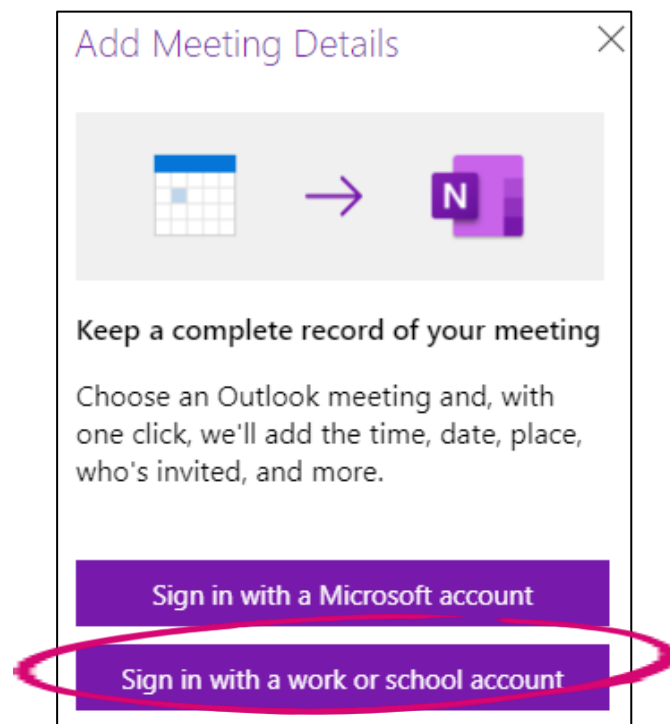 Add Meeting Details
N
Keep a complete record of your meeting
Choose an Outlook meeting and, with
one click, we'll add the time, date, place,
who's invited, and more.
Sign in with a Microsoft account
Sign in with a work or school account